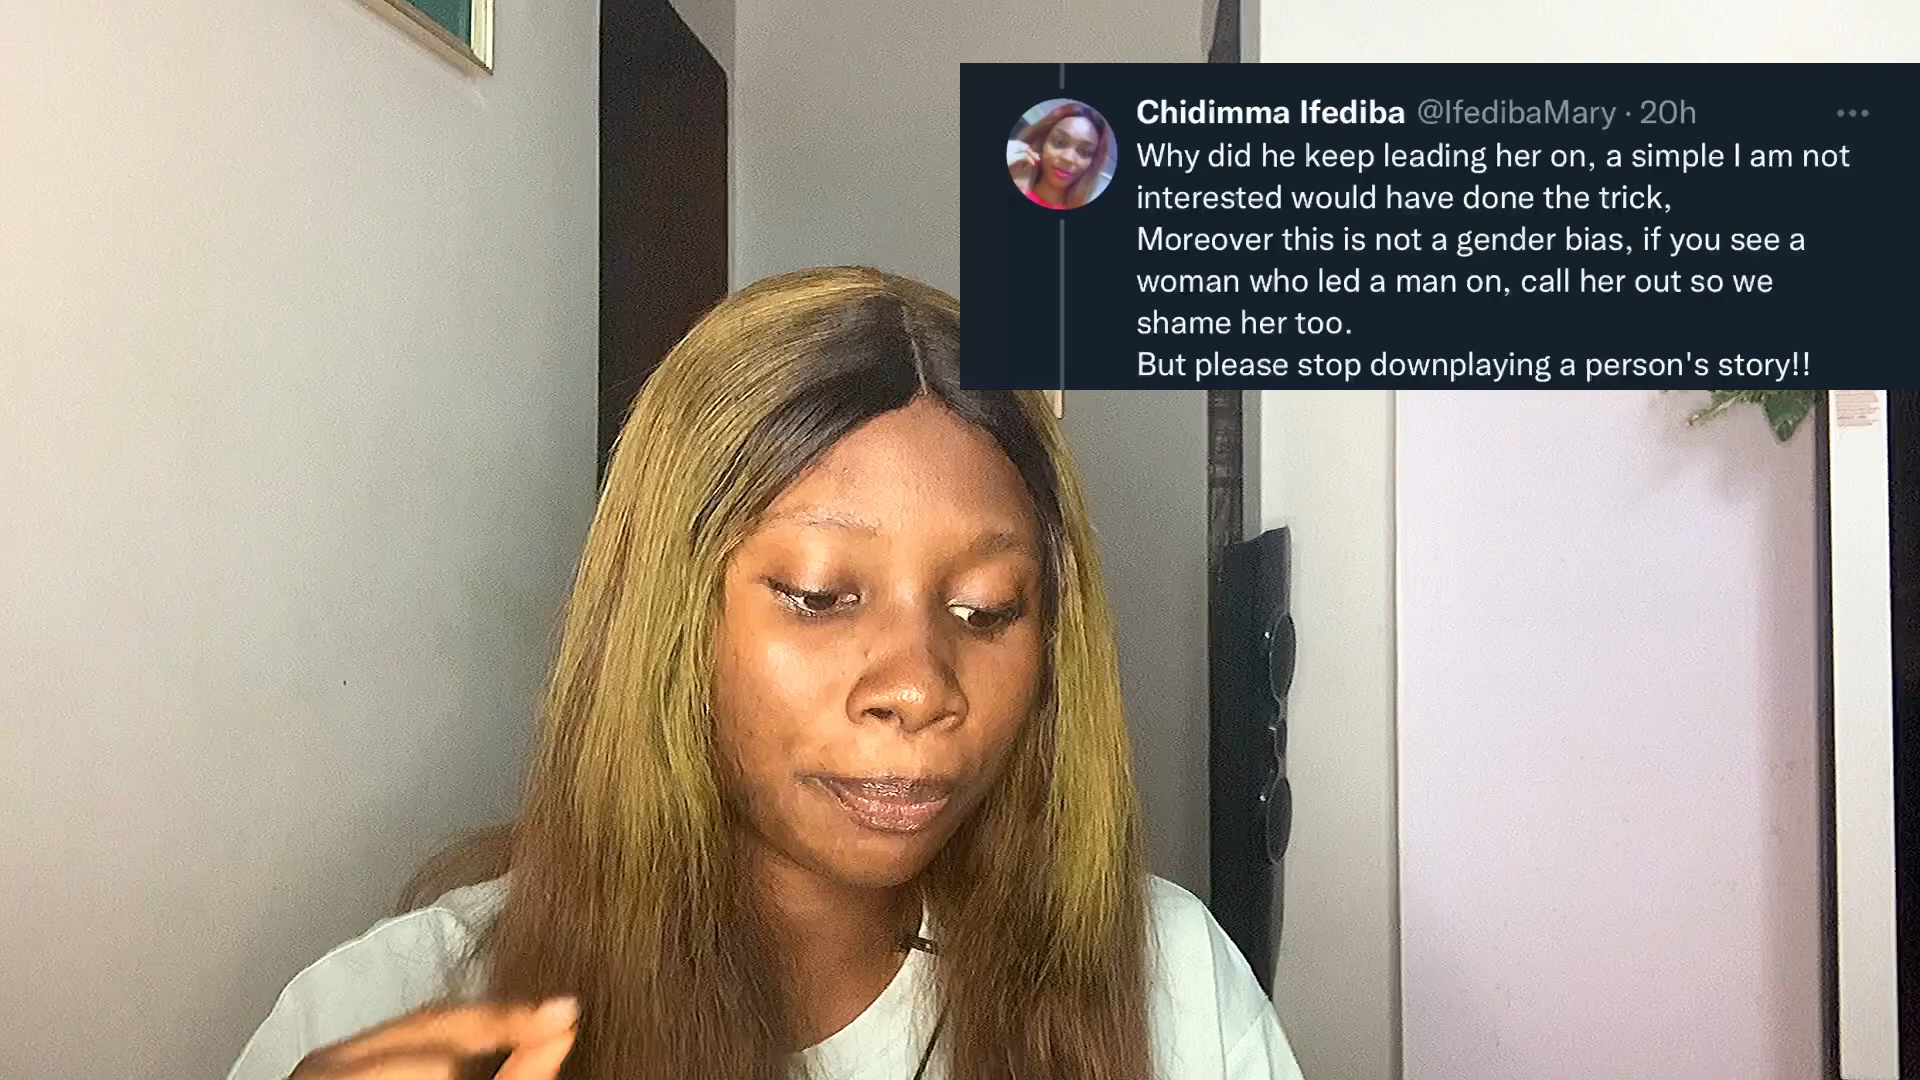 Chidimma Ifediba @IfedibaMary · 20h
Why did he keep leading her on, a simple I am not
interested would have done the trick,
Moreover this is not a gender bias, if you see a
woman who led a man on, call her out so we
shame her too.
But please stop downplaying a person's story!!